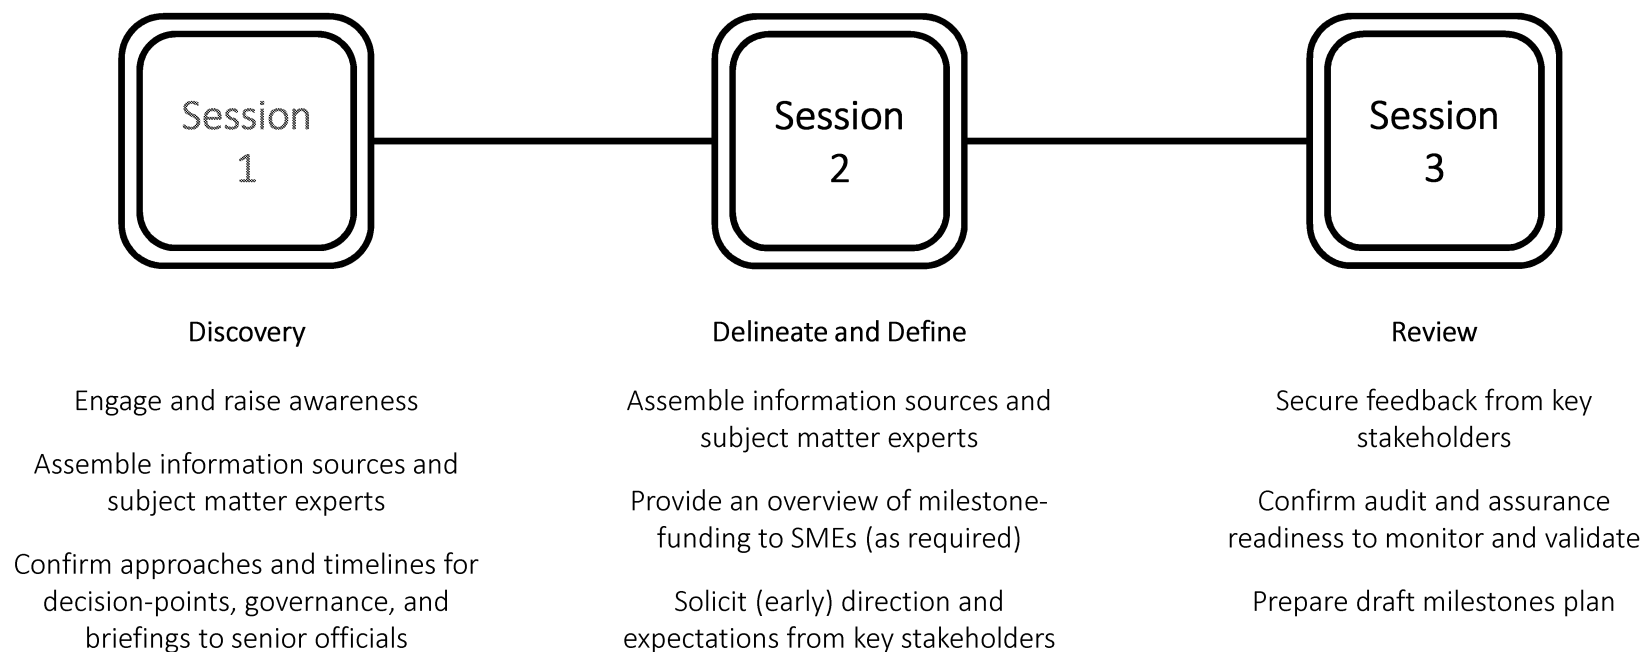 Session
1
Session
2
Session
3
Discovery
Engage and raise awareness
Assemble information sources and
subject matter experts
Confirm approaches and timelines for
decision-points, governance, and
briefings to senior officials
Delineate and Define
Assemble information sources and
subject matter experts
Provide an overview of milestone-
funding to SMEs (as required)
Solicit (early) direction and
expectations from key stakeholders
Review
Secure feedback from key
stakeholders
Confirm audit and assurance
readiness to monitor and validate
Prepare draft milestones plan